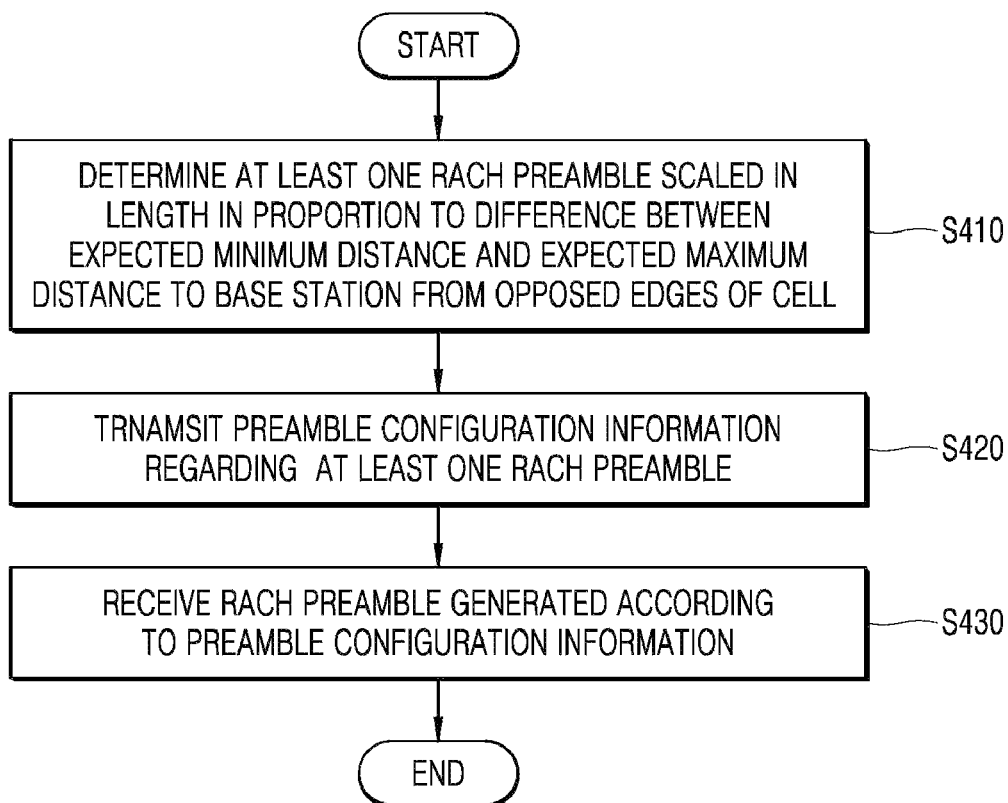 START
DETERMINE AT LEAST ONE RACH PREAMBLE SCALED IN
LENGTH IN PROPORTION TO DIFFERENCE BETWEEN
EXPECTED MINIMUM DISTANCE AND EXPECTED MAXIMUM
DISTANCE TO BASE STATION FROM OPPOSED EDGES OF CELL
S410
TRNAMSIT PREAMBLE CONFIGURATION INFORMATION
REGARDING AT LEAST ONE RACH PREAMBLE
S420
RECEIVE RACH PREAMBLE GENERATED ACCORDING
TO PREAMBLE CONFIGURATION INFORMATION
S430
END